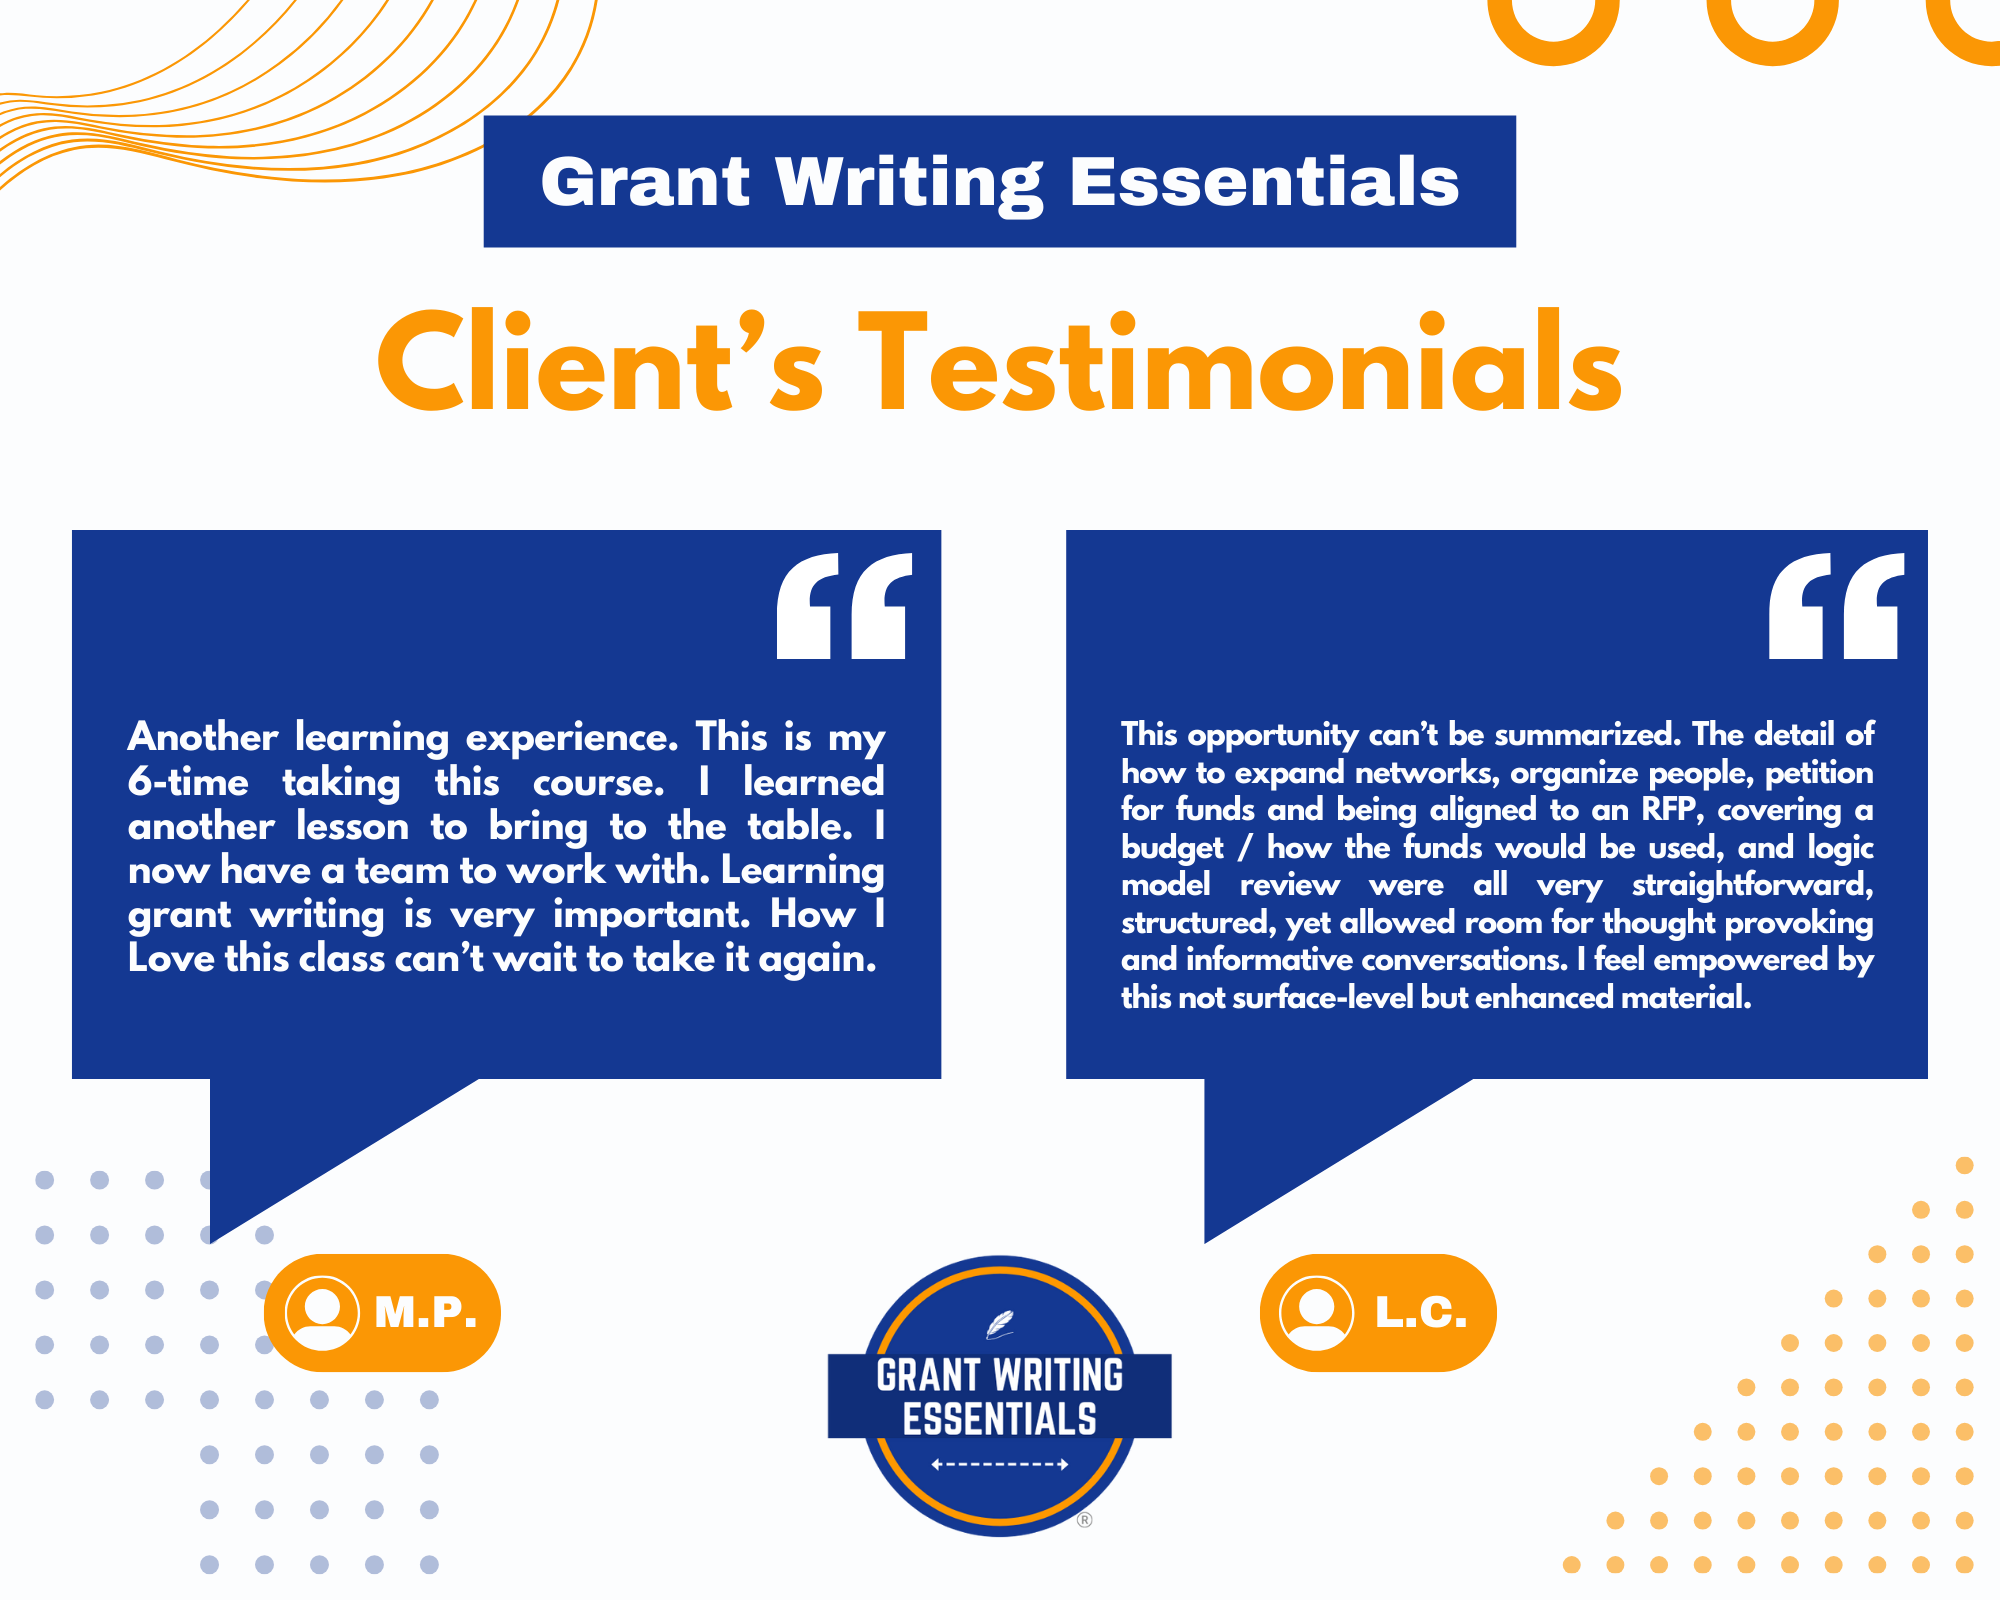 Grant Writing Essentials
Client’s Testimonials
Another learning experience. This is my
6-time taking this course. I learned
another lesson to bring to the table. I
now have a team to work with. Learning
grant writing is very important. How I
Love this class can’t wait to take it again.
This opportunity can’t be summarized. The detail of
how to expand networks, organize people, petition
for funds and being aligned to an RFP, covering a
budget / how the funds would be used, and logic
model review were all very straightforward,
structured, yet allowed room for thought provoking
and informative conversations. I feel empowered by
this not surface-level but enhanced material.
M.P.
L.C.
GRANT WRITING
ESSENTIALS
®